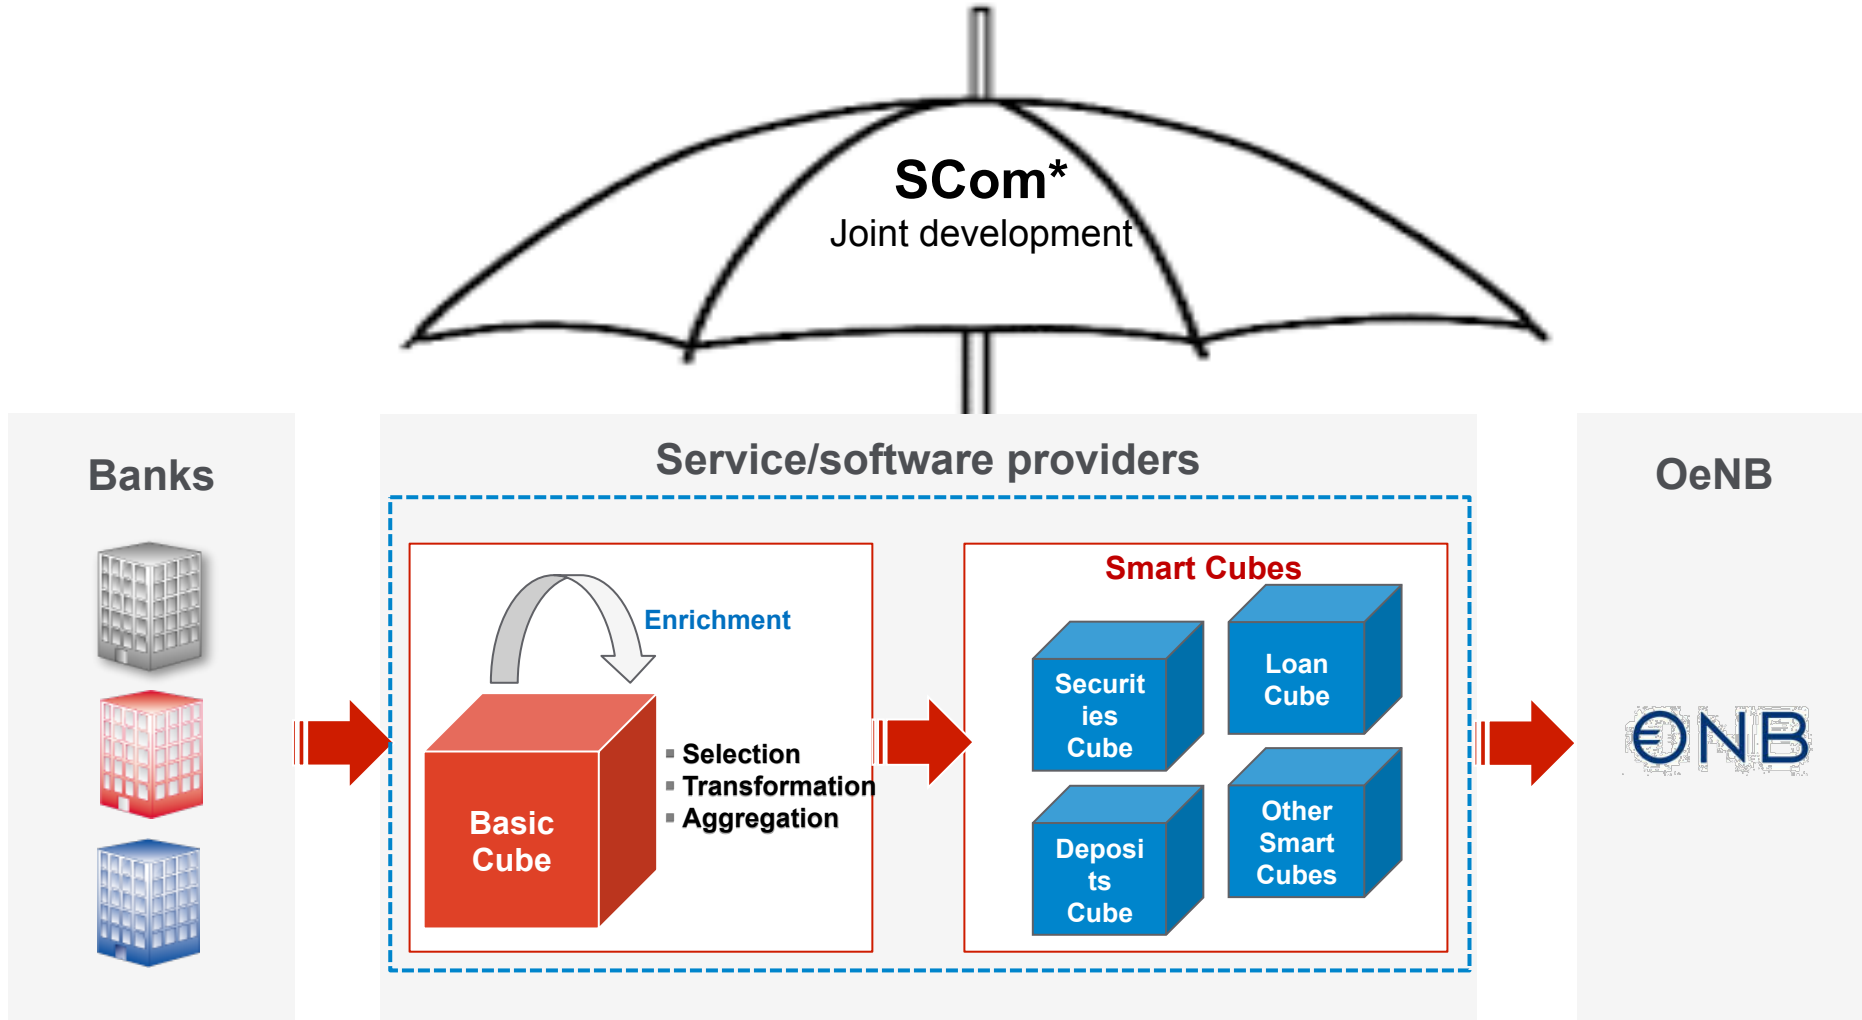 SCom*
Joint development
Banks
Service/software providers
OeNB
Enrichment
Basic
Cube
Selection
Transformation
Aggregation
Smart Cubes
Securit
ies
Cube
Loan
Cube
Deposi
ts
Cube
Other
Smart
Cubes
ONB